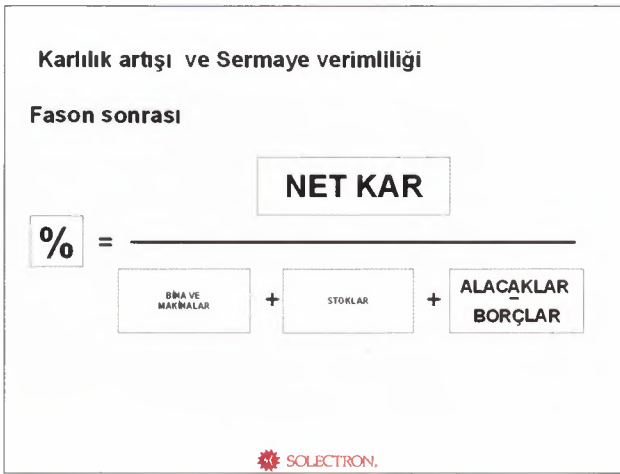 Karlılık artışı ve Sermaye verimliliği
Fason sonrası
NET KAR
% =
BİNA VE
MAKİNALAR
+
STOKLAR
+
ALACAKLAR
–
BORÇLAR
SOLECTRON.